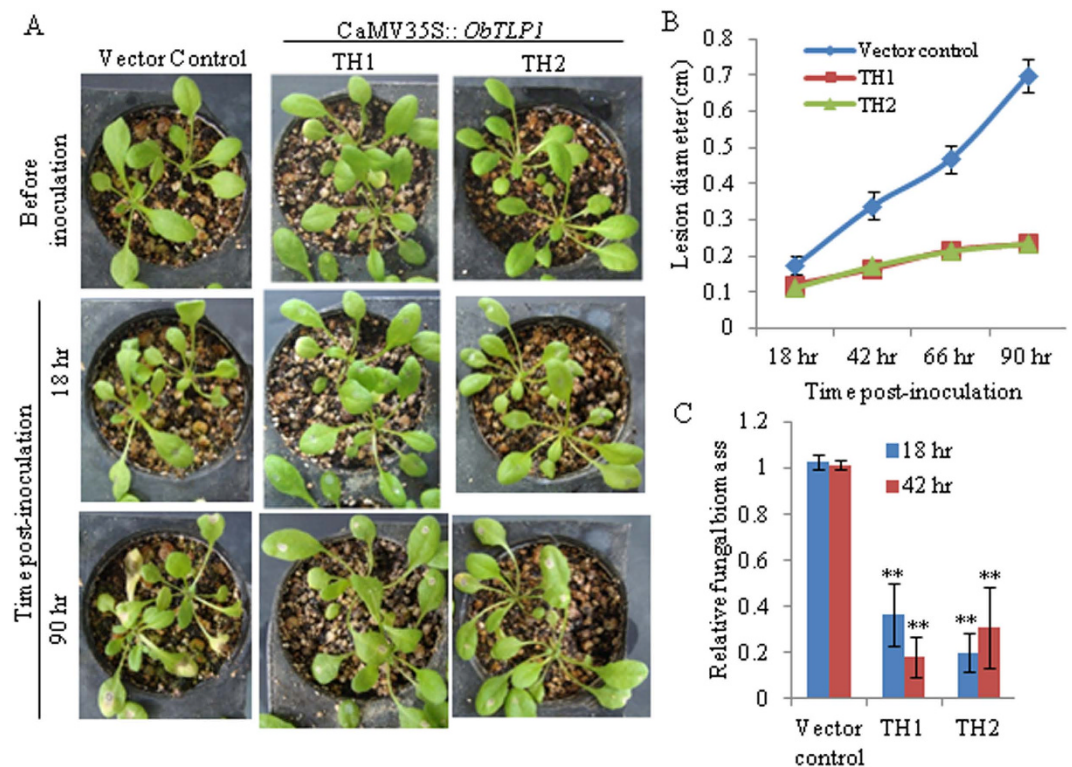 A
CaMV35S:: ObTLP1
Vector Control
TH1
TH2
Before
inoculation
Time post-inoculation
18 hr
90 hr
B
Lesion diameter(cm)
0.8
0.7
0.6
0.5
0.4
0.3
0.2
0.1
0
Vector control
TH1
TH2
18 hr 42 hr 66 hr 90 hr
Time post-inoculation
C
Relative fungal biomass
1.2
1
0.8
0.6
0.4
0.2
0
18 hr
42 hr
**
**
**
**
Vector
control
TH1
TH2